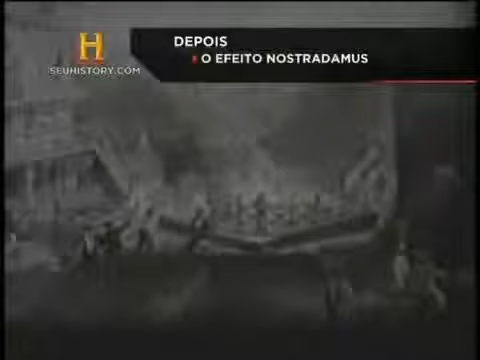 H
SEUHISTORY.COM
DEPOIS
O EFEITO NOSTRADAMUS